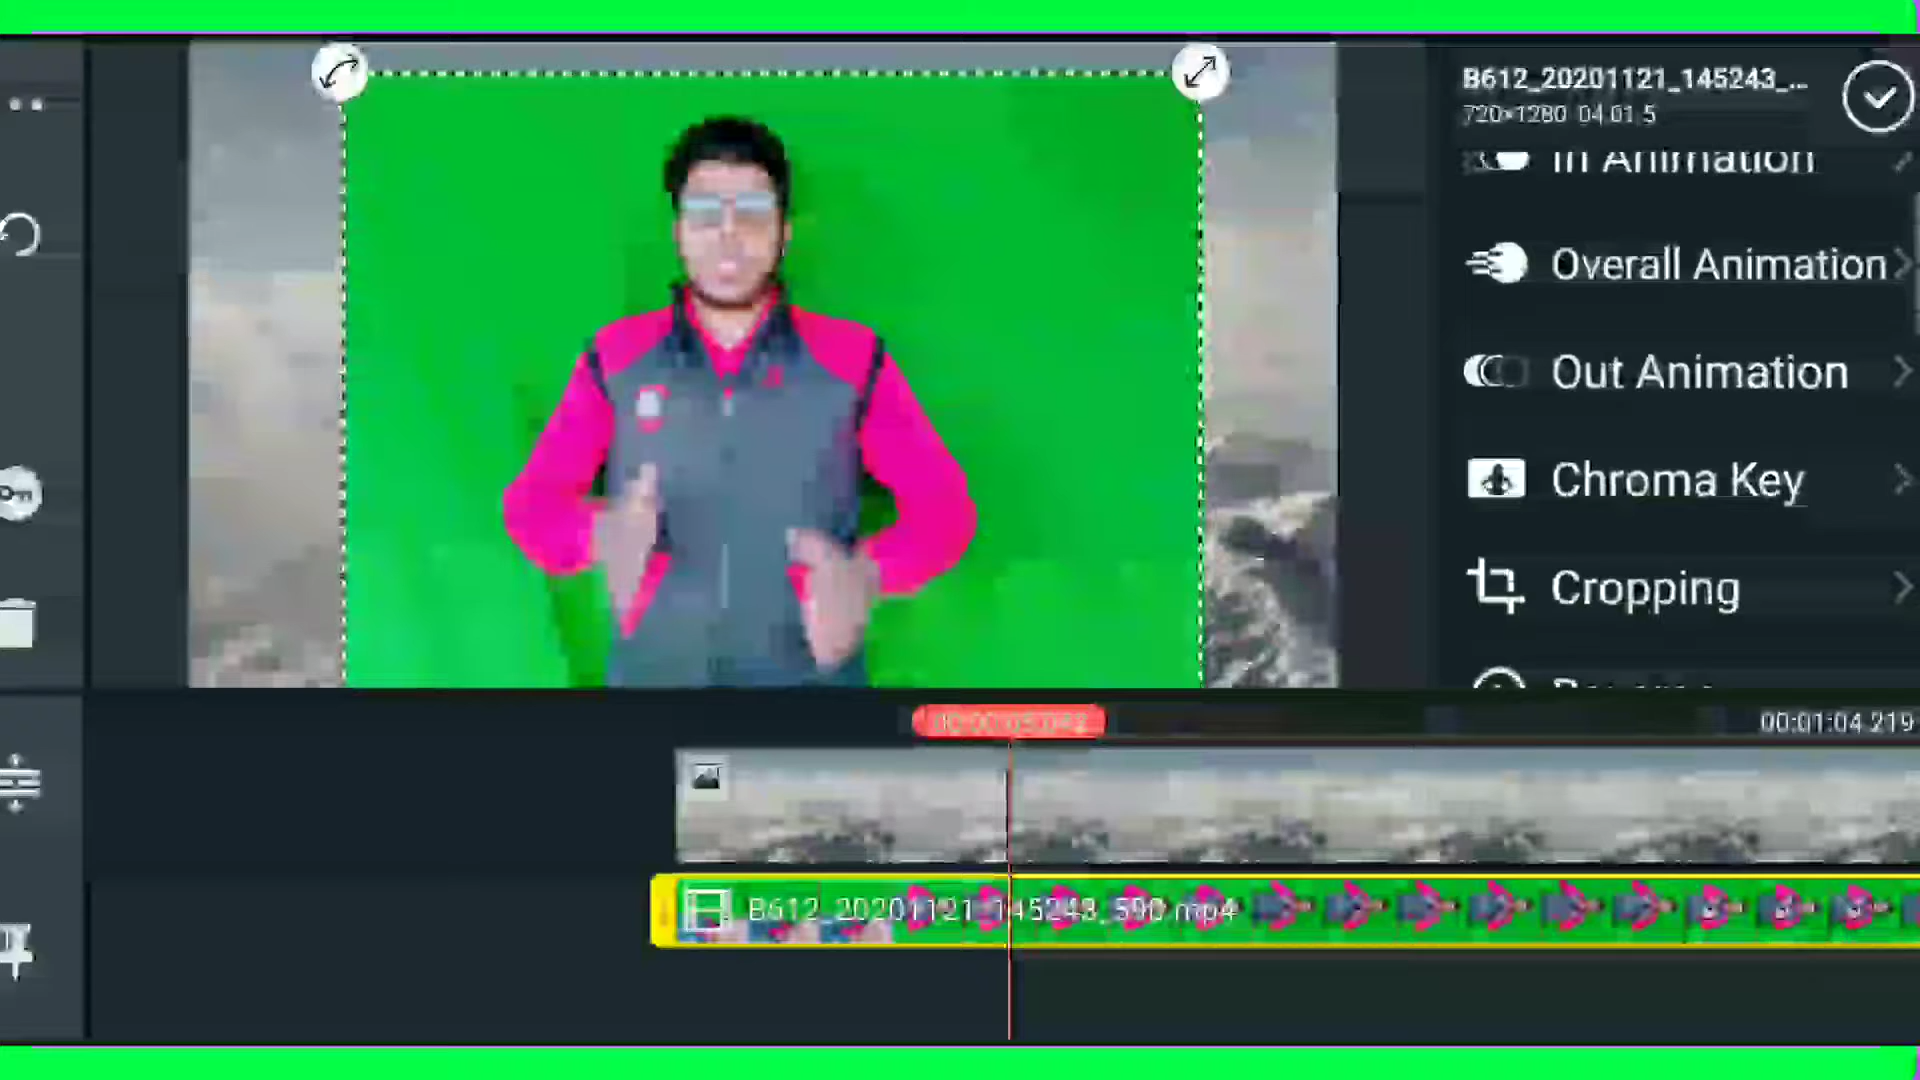 B612_20201121_145243_...
720×1280 04:01.5
In Animation
Overall Animation
Out Animation
Chroma Key
Cropping
00:01:04.219
B612_20201121_145243_590.mp4